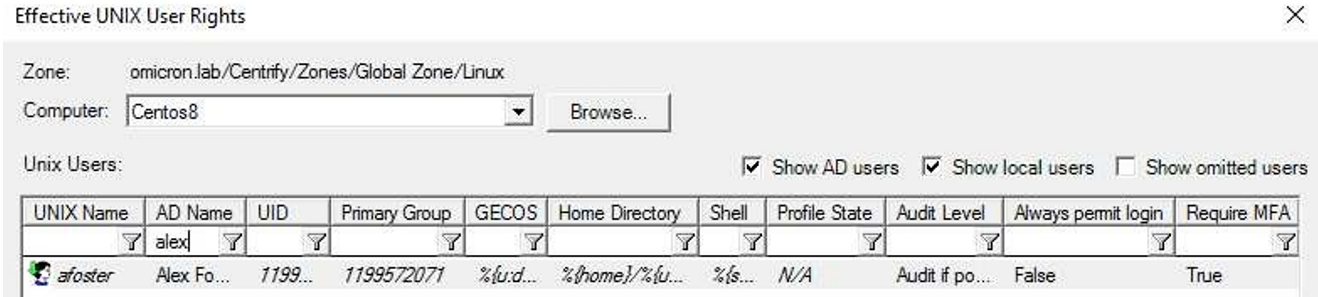 Effective UNIX User Rights
Zone: omicron.lab/Centrify/Zones/Global Zone/Linux
Computer: Centos8 Browse...
Unix Users: Show AD users Show local users Show omitted users
UNIX Name AD Name UID Primary Group GECOS Home Directory Shell Profile State Audit Level Always permit login Require MFA
alex
afoster Alex Fo... 1199... 1199572071 %{u:d... %{home}/%{u... %{s... N/A Audit if po... False True